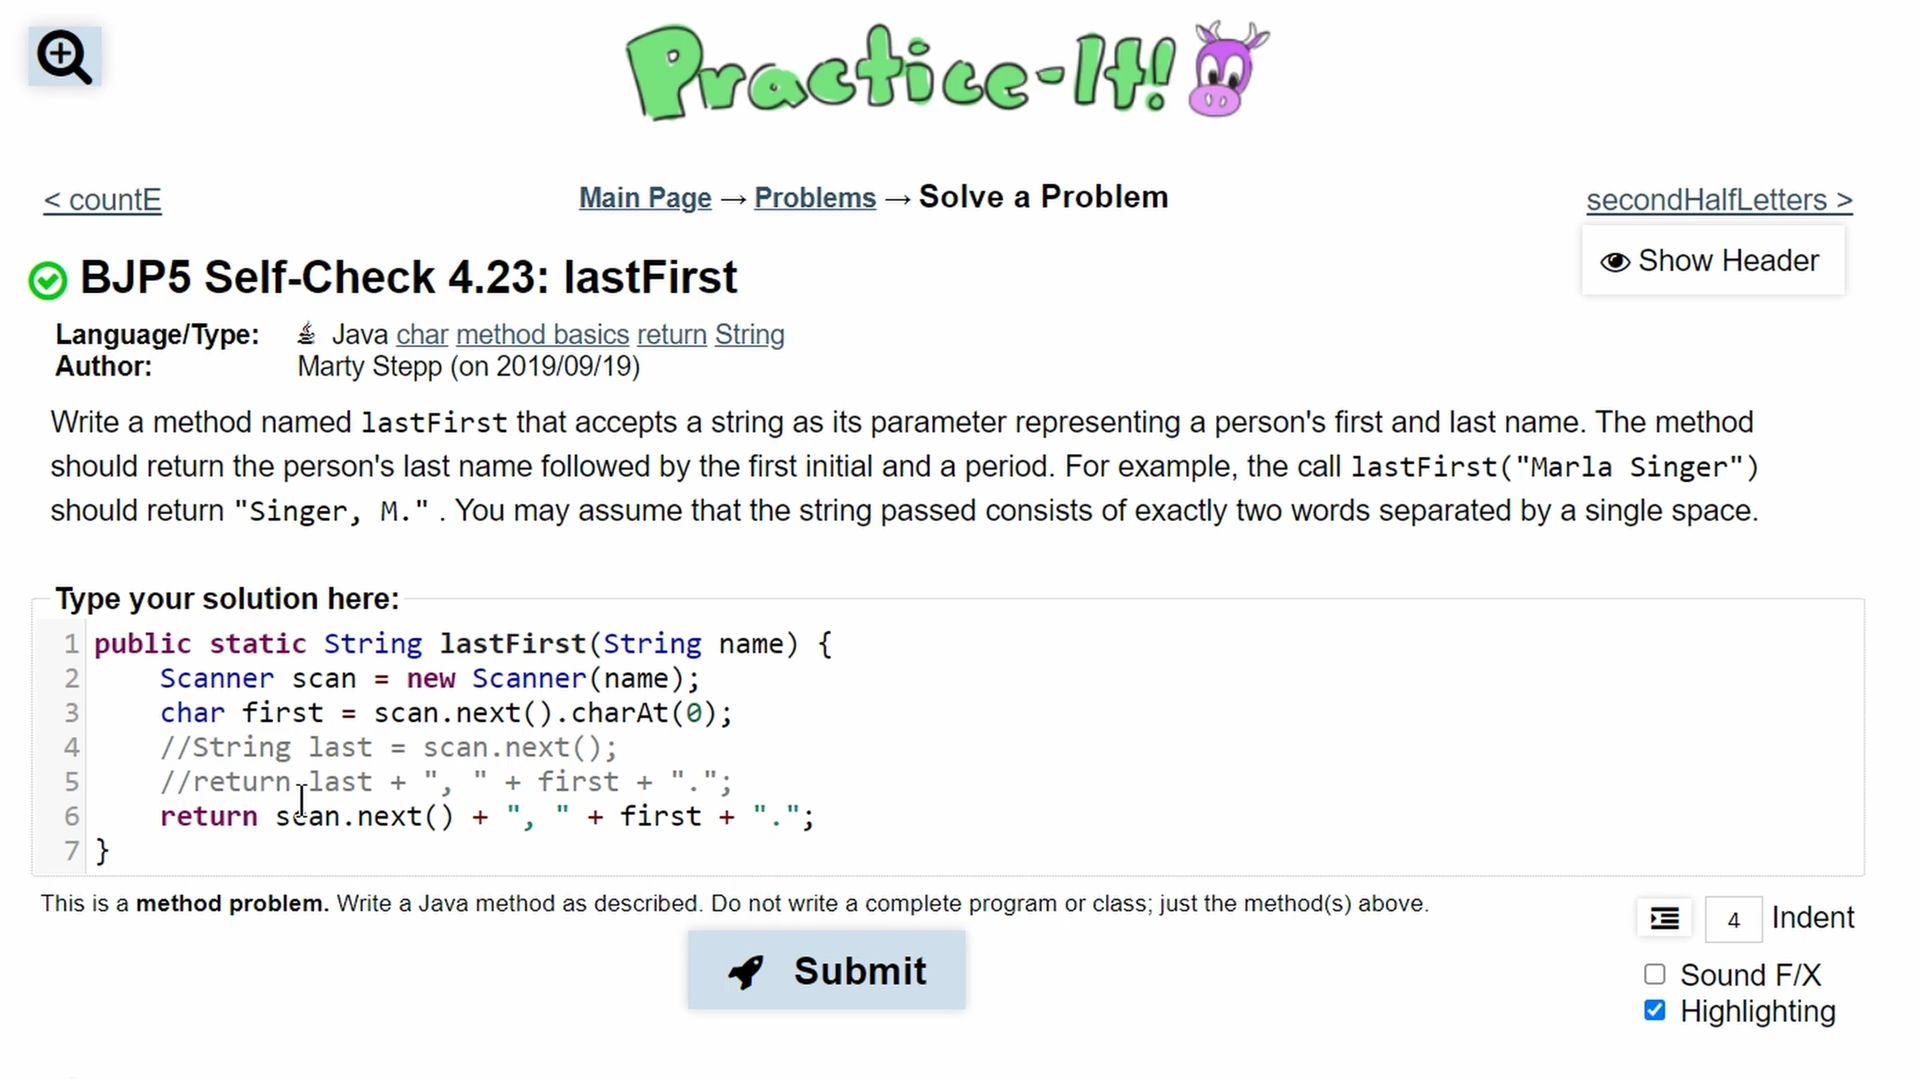 Practice-It!
< countE
Main Page → Problems → Solve a Problem
secondHalfLetters >
Show Header
BJP5 Self-Check 4.23: lastFirst
Language/Type: Java char method basics return String
Author: Marty Stepp (on 2019/09/19)
Write a method named lastFirst that accepts a string as its parameter representing a person's first and last name. The method
should return the person's last name followed by the first initial and a period. For example, the call lastFirst("Marla Singer")
should return "Singer, M." . You may assume that the string passed consists of exactly two words separated by a single space.
Type your solution here:
1 public static String lastFirst(String name) {
2     Scanner scan = new Scanner(name);
3     char first = scan.next().charAt(0);
4     //String last = scan.next();
5     //return last + ", " + first + ".";
6     return scan.next() + ", " + first + ".";
7 }
This is a method problem. Write a Java method as described. Do not write a complete program or class; just the method(s) above.
4 Indent
Submit
Sound F/X
Highlighting